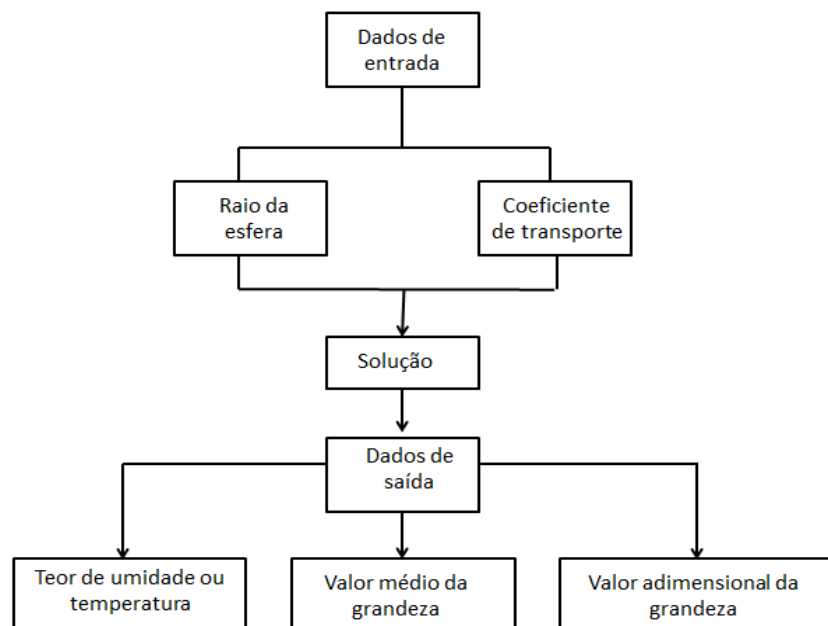 Dados de
entrada
Raio da
esfera
Coeficiente
de transporte
Solução
Dados de
saída
Teor de umidade ou
temperatura
Valor médio da
grandeza
Valor adimensional da
grandeza